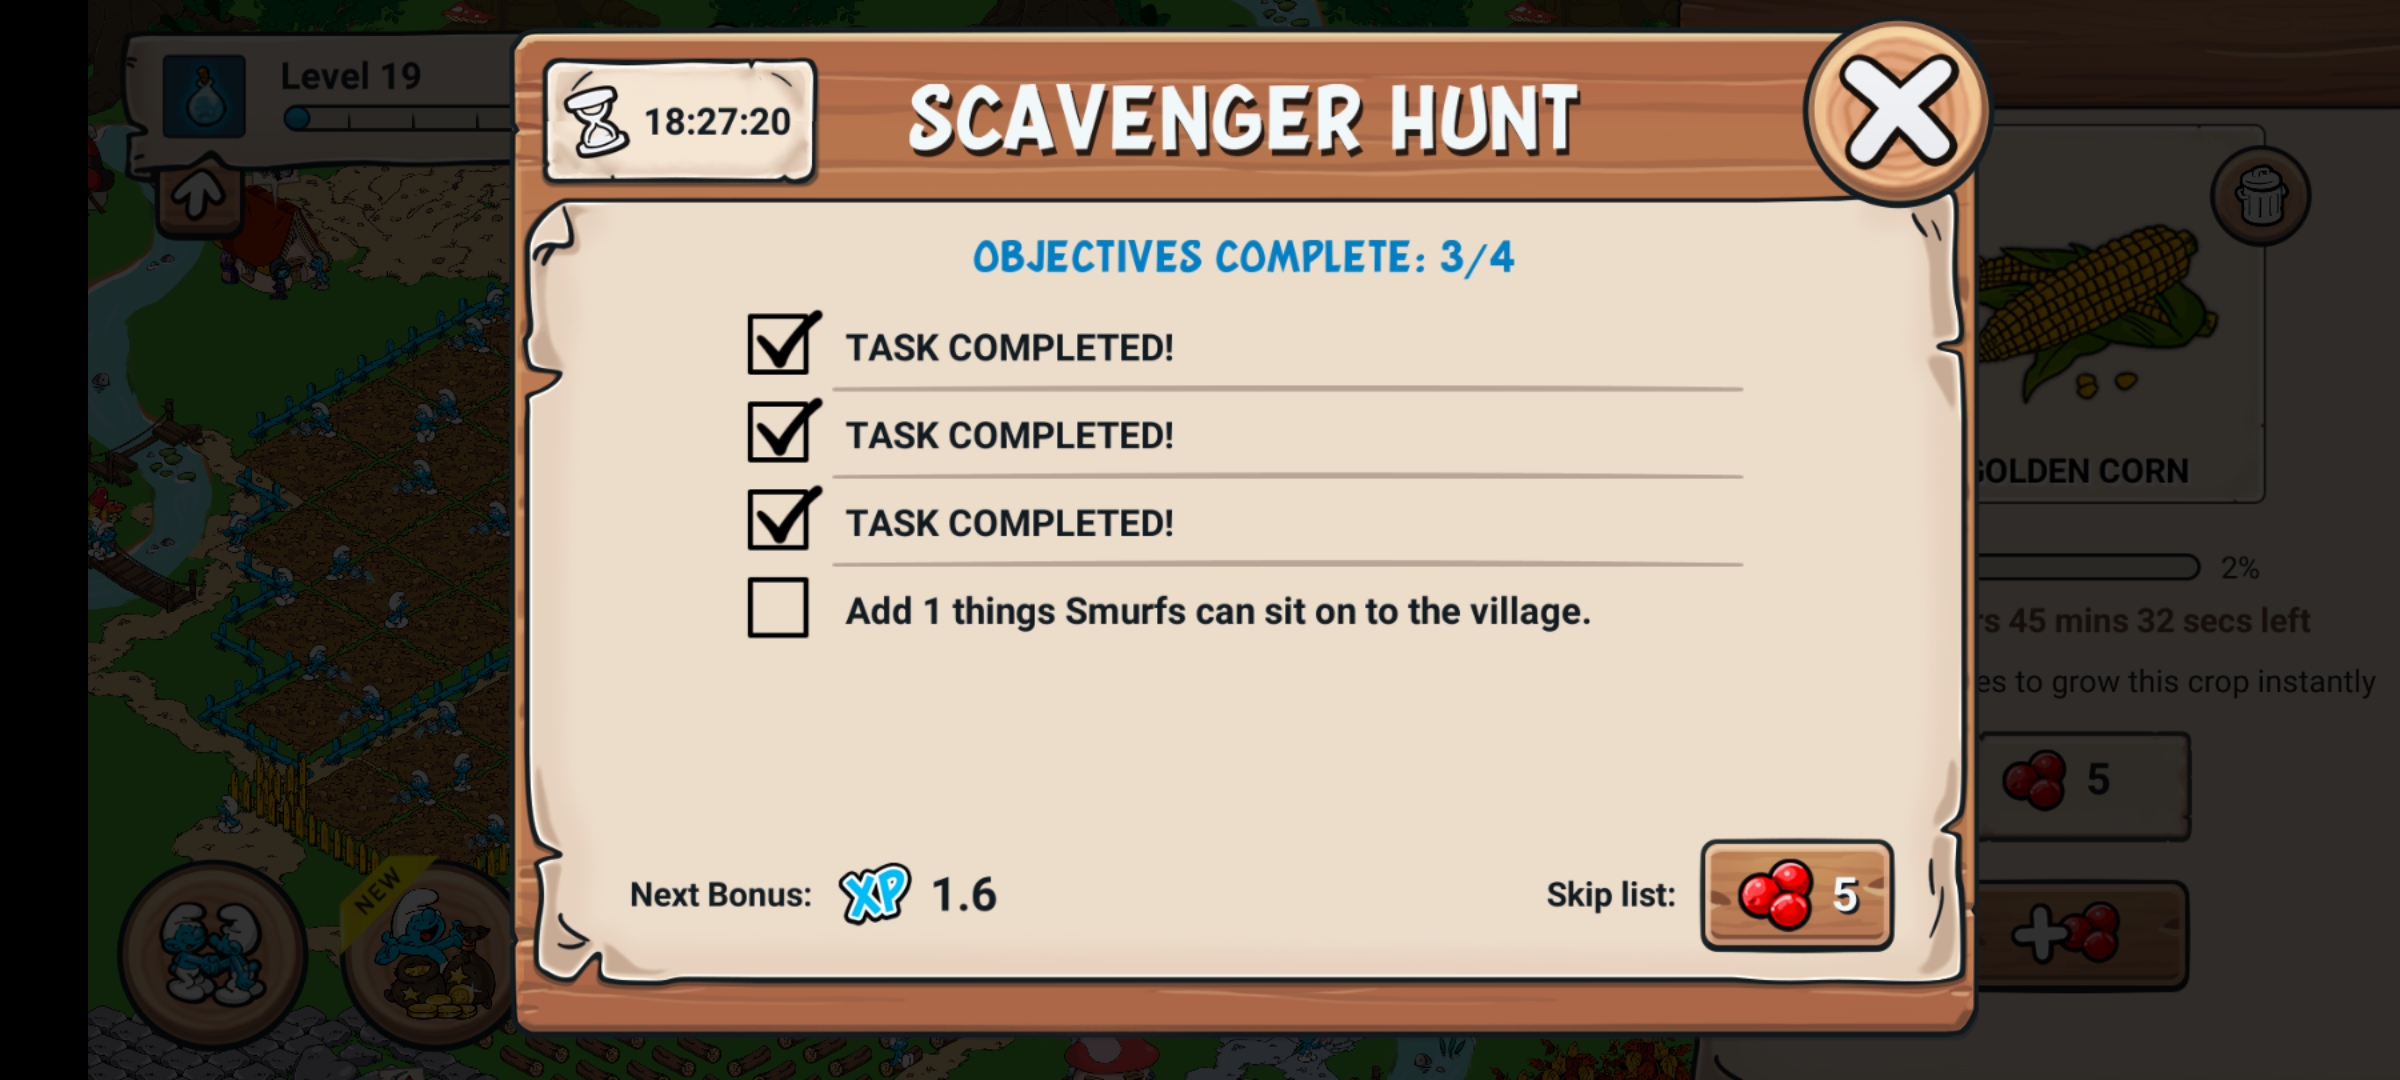 Level 19
18:27:20
SCAVENGER HUNT
OBJECTIVES COMPLETE: 3/4
TASK COMPLETED!
TASK COMPLETED!
TASK COMPLETED!
Add 1 things Smurfs can sit on to the village.
Next Bonus: XP 1.6
Skip list: 5
GOLDEN CORN
2%
45 mins 32 secs left
to grow this crop instantly
5
NEW